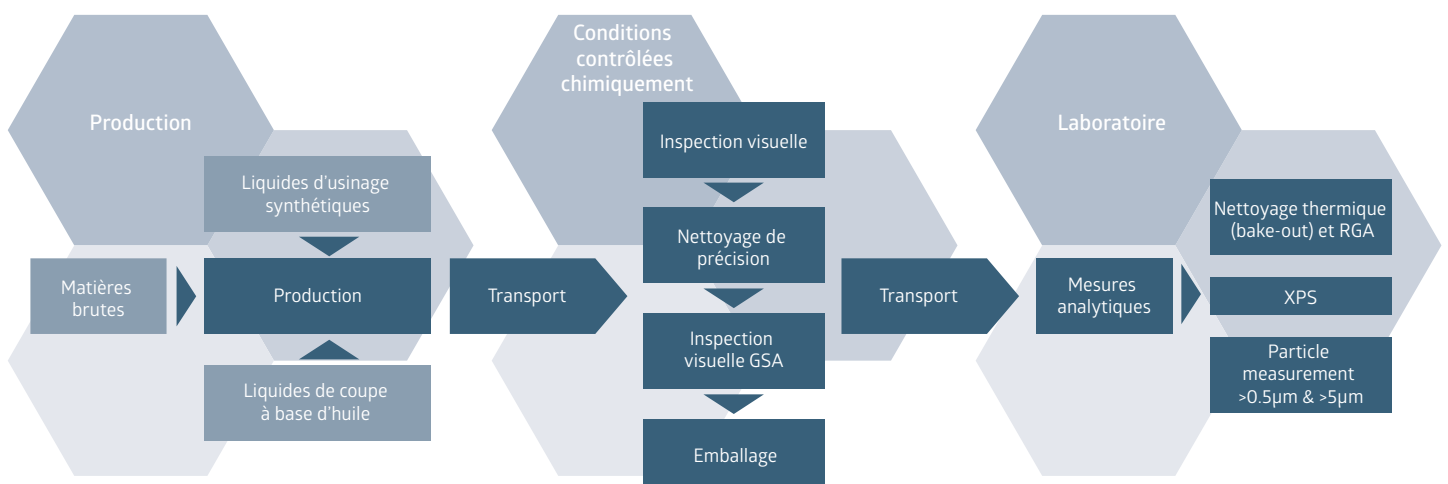 Production
Liquides d'usinage
synthétiques
Matières
brutes
Production
Liquides de coupe
à base d'huile
Transport
Conditions
contrôlées
chimiquement
Inspection visuelle
Nettoyage de
précision
Inspection
visuelle GSA
Emballage
Transport
Laboratoire
Mesures
analytiques
Nettoyage thermique
(bake-out) et RGA
XPS
Particle
measurement
>0.5µm & >5µm